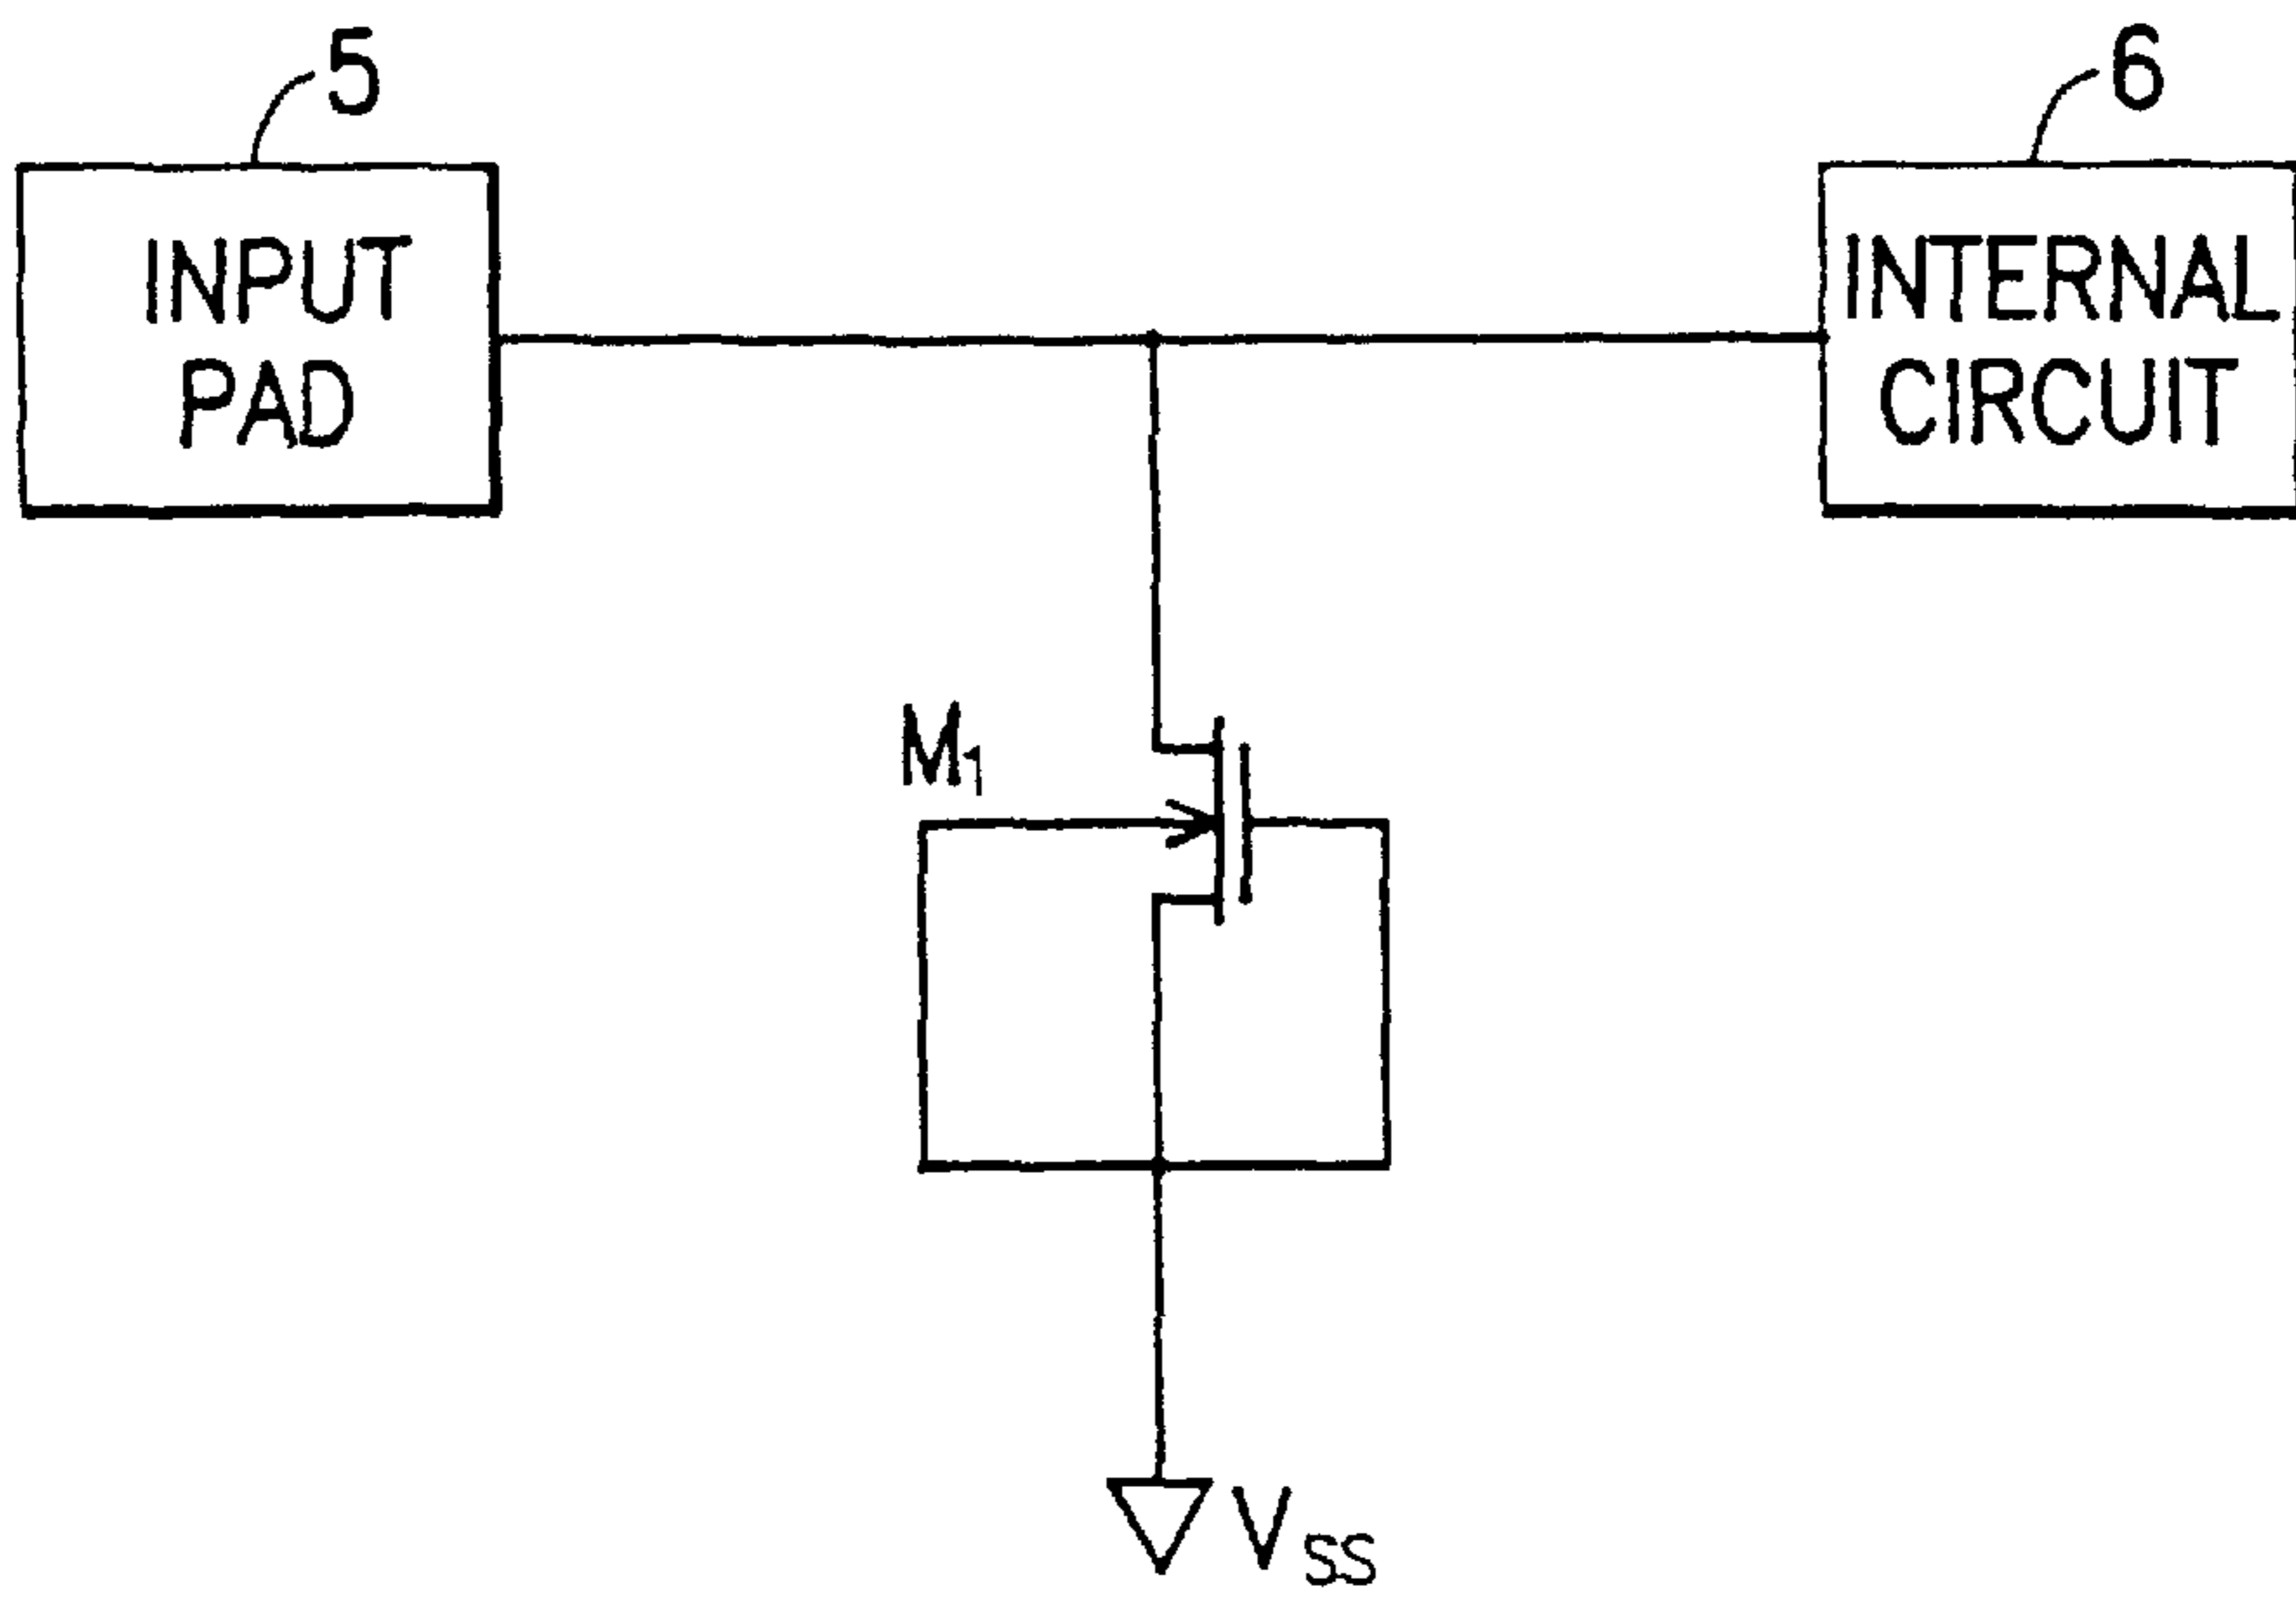 5
6
INPUT
PAD
INTERNAL
CIRCUIT
M1
VSS